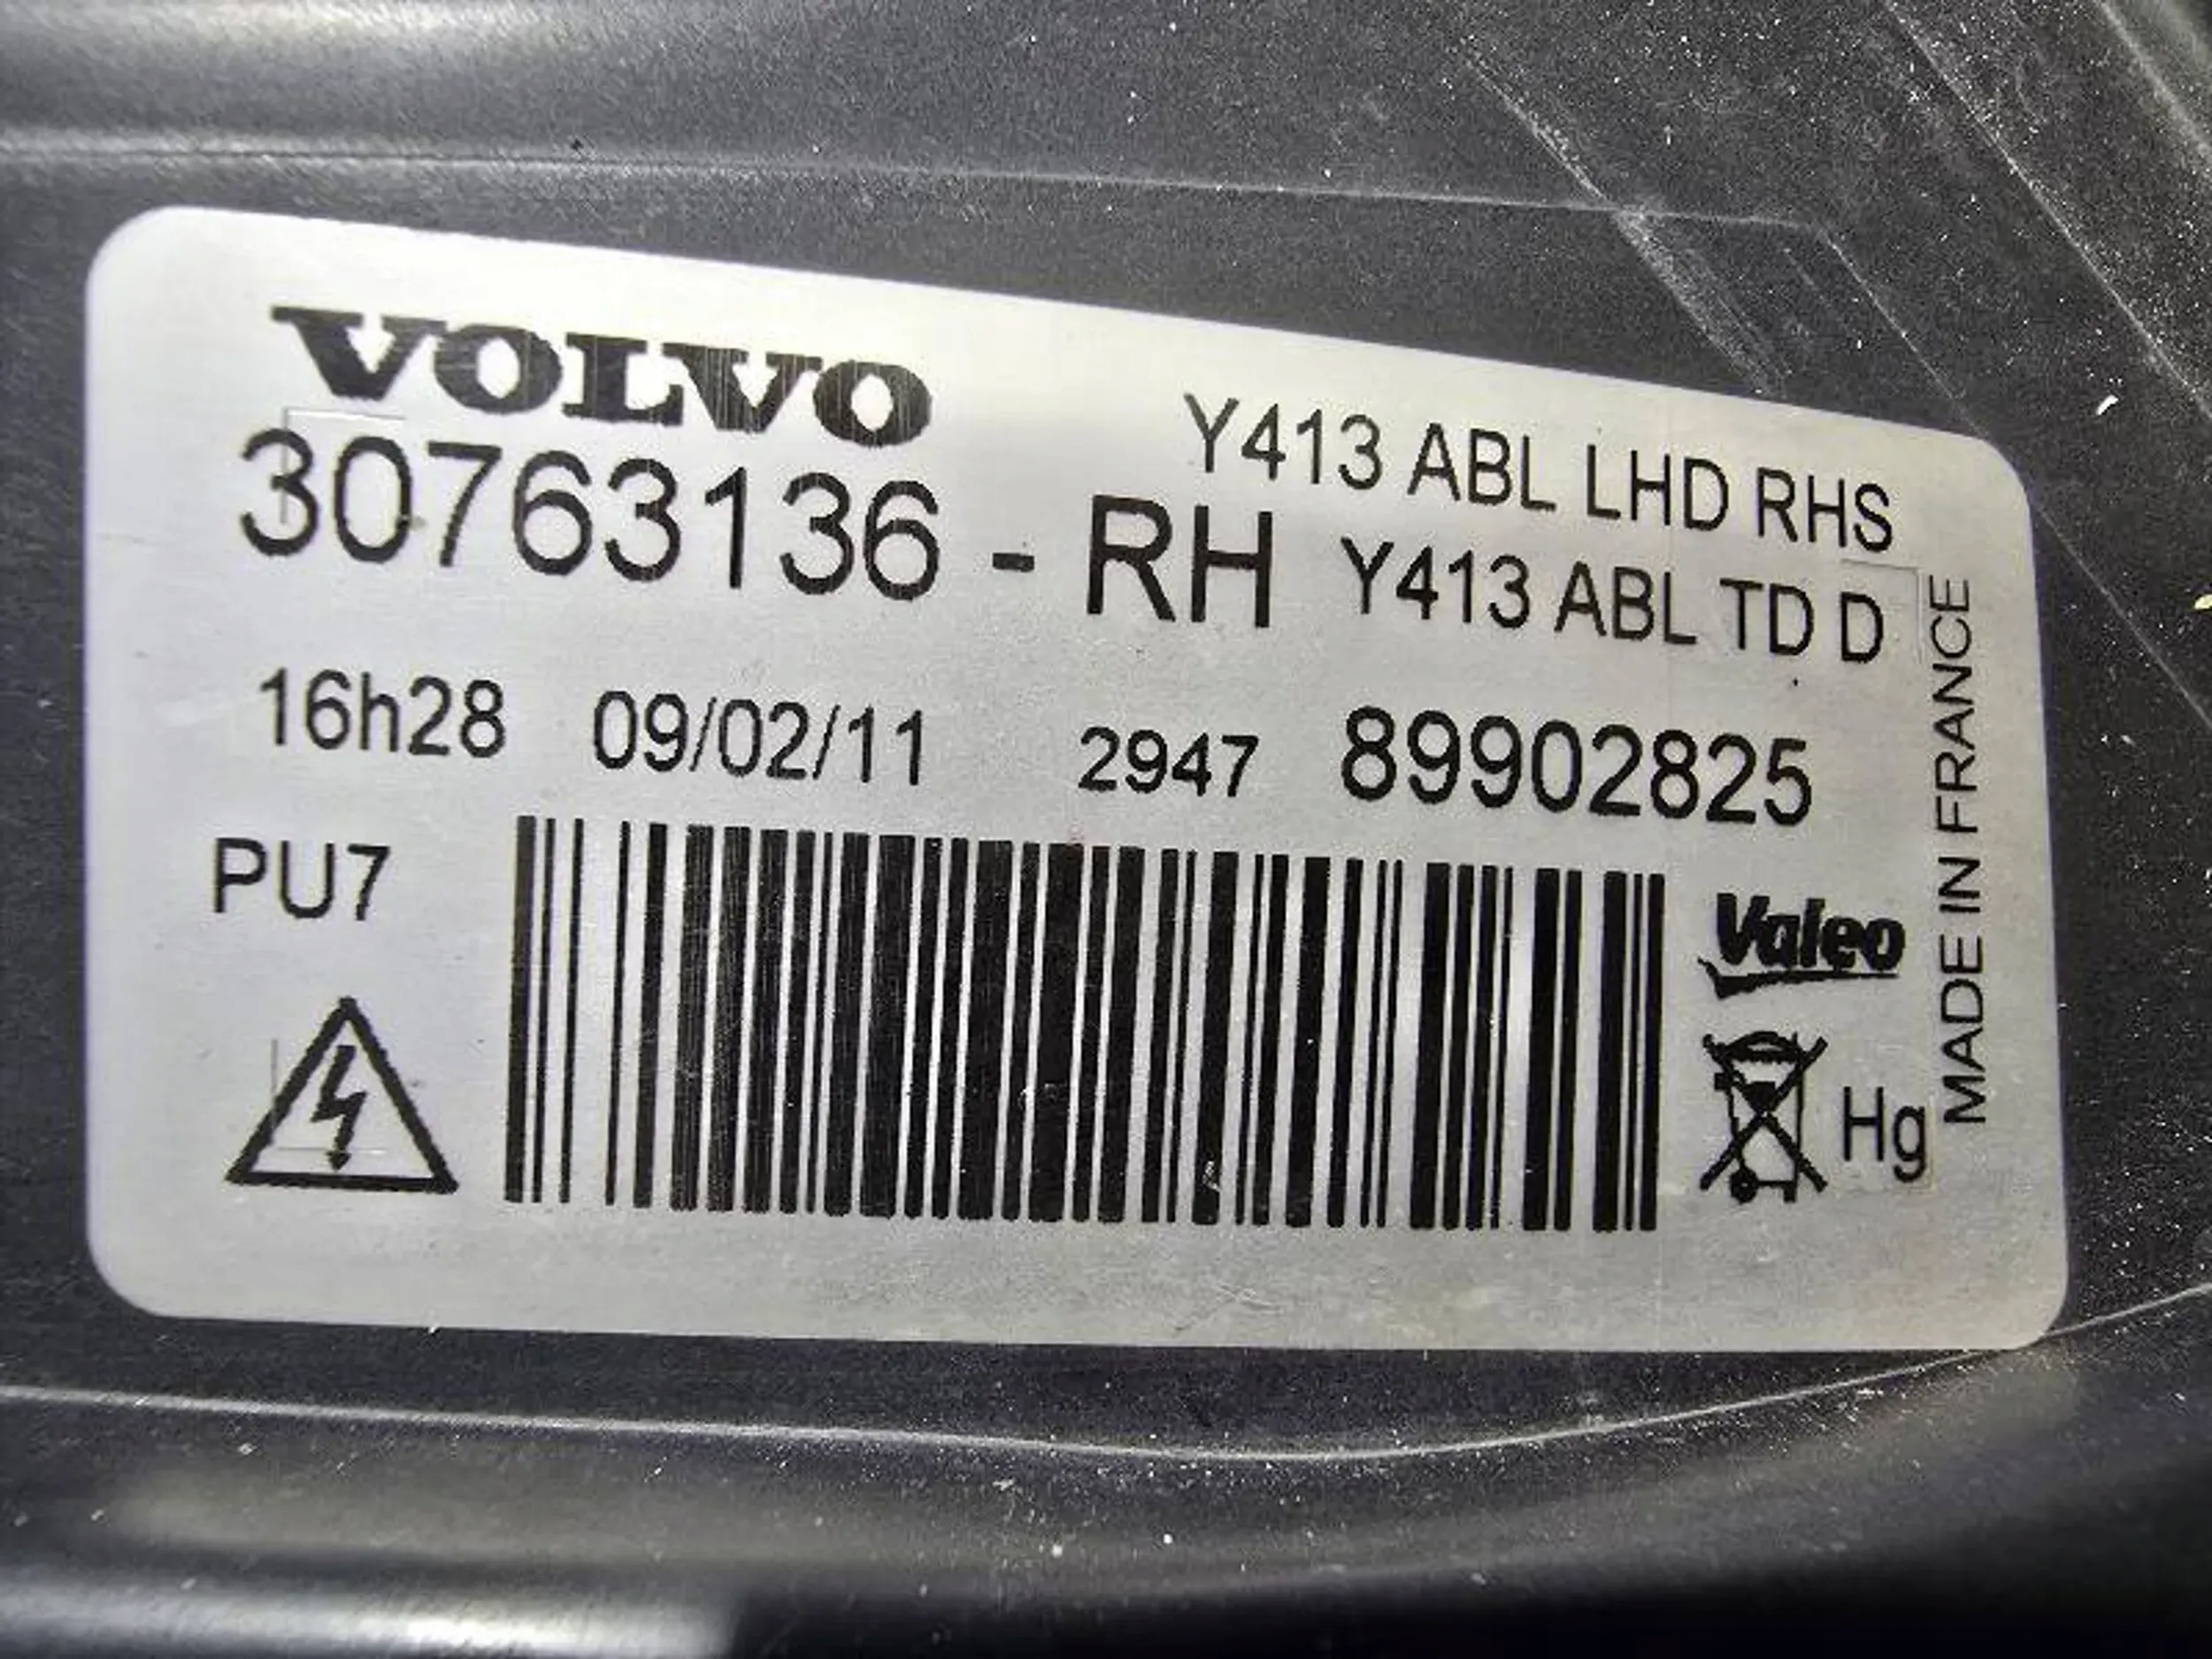 VOLVO
Y413 ABL LHD RHS
30763136 - RH
Y413 ABL TD D
16h28 09/02/11 2947 89902825
PU7
Valeo
Hg
MADE IN FRANCE